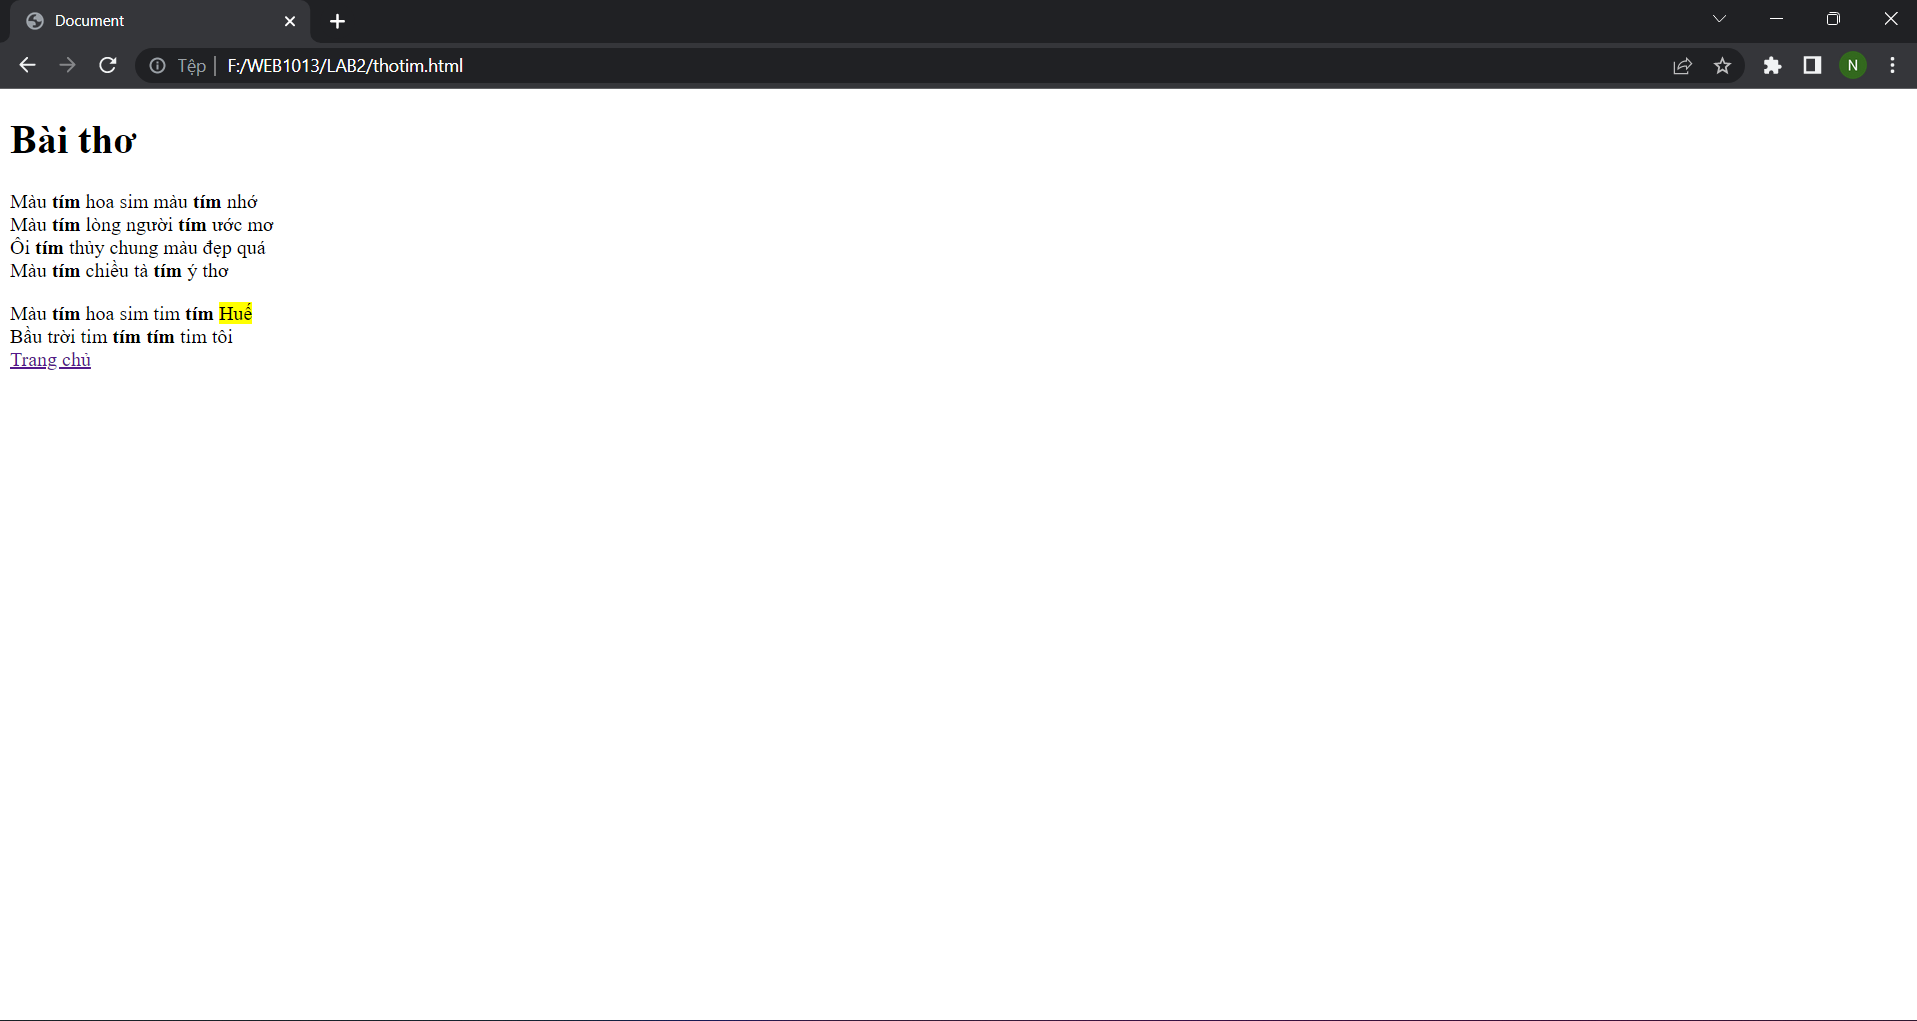 Document
Tệp | F:/WEB1013/LAB2/thotim.html
N
Bài thơ
Màu tím hoa sim màu tím nhớ
Màu tím lòng người tím ước mơ
Ôi tím thủy chung màu đẹp quá
Màu tím chiều tà tím ý thơ
Màu tím hoa sim tim tím Huế
Bầu trời tim tím tím tim tôi
Trang chủ